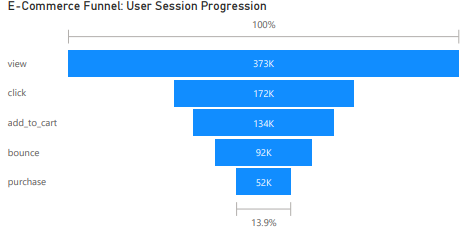 E-Commerce Funnel: User Session Progression
100%
view 373K
click 172K
add_to_cart 134K
bounce 92K
purchase 52K
13.9%